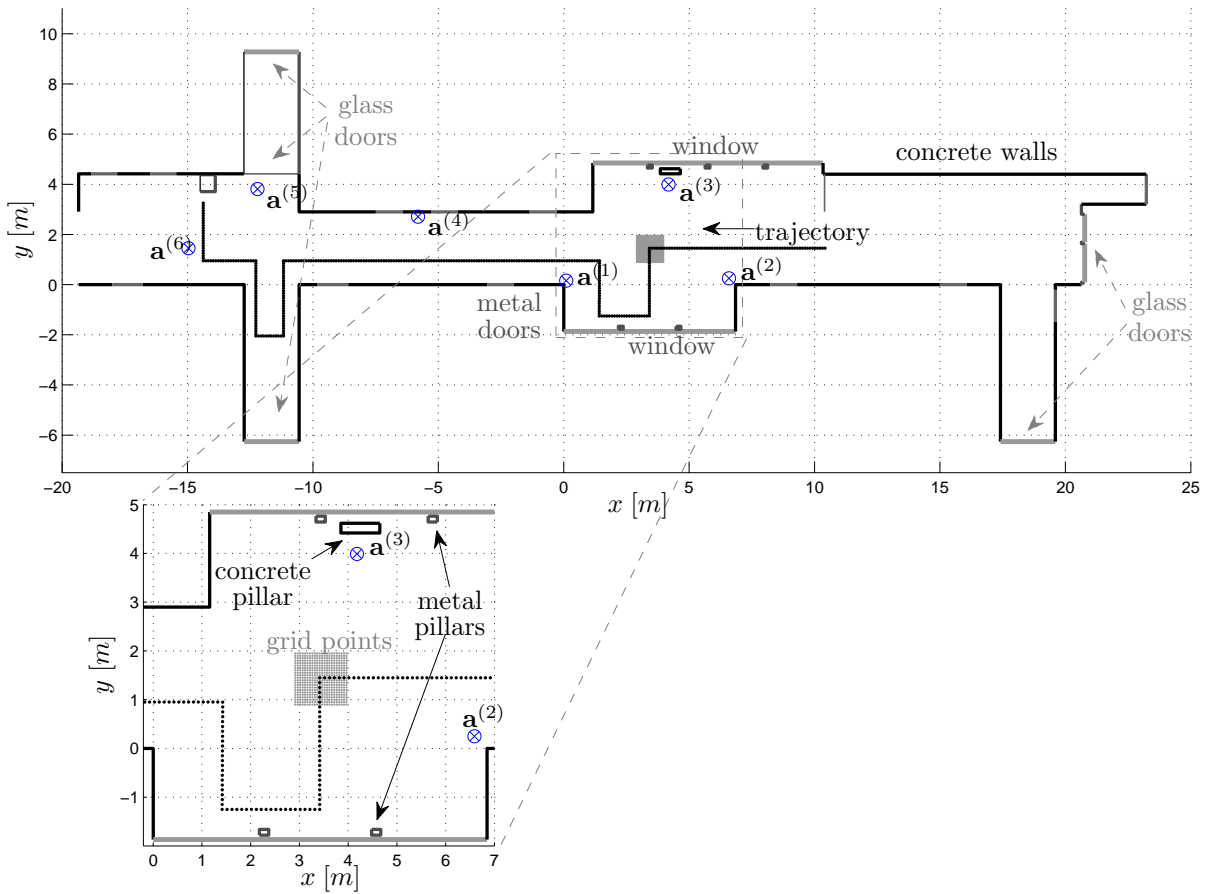 10
8
6
4
2
0
−2
−4
−6
y [m]
−20
−15
−10
−5
0
5
10
15
20
25
x [m]
glass
doors
window
concrete walls
a(5)
a(3)
a(4)
a(6)
trajectory
a(1)
a(2)
metal
doors
window
glass
doors
5
4
3
2
1
0
−1
y [m]
0
1
2
3
4
5
6
7
x [m]
a(3)
concrete
pillar
metal
pillars
grid points
a(2)